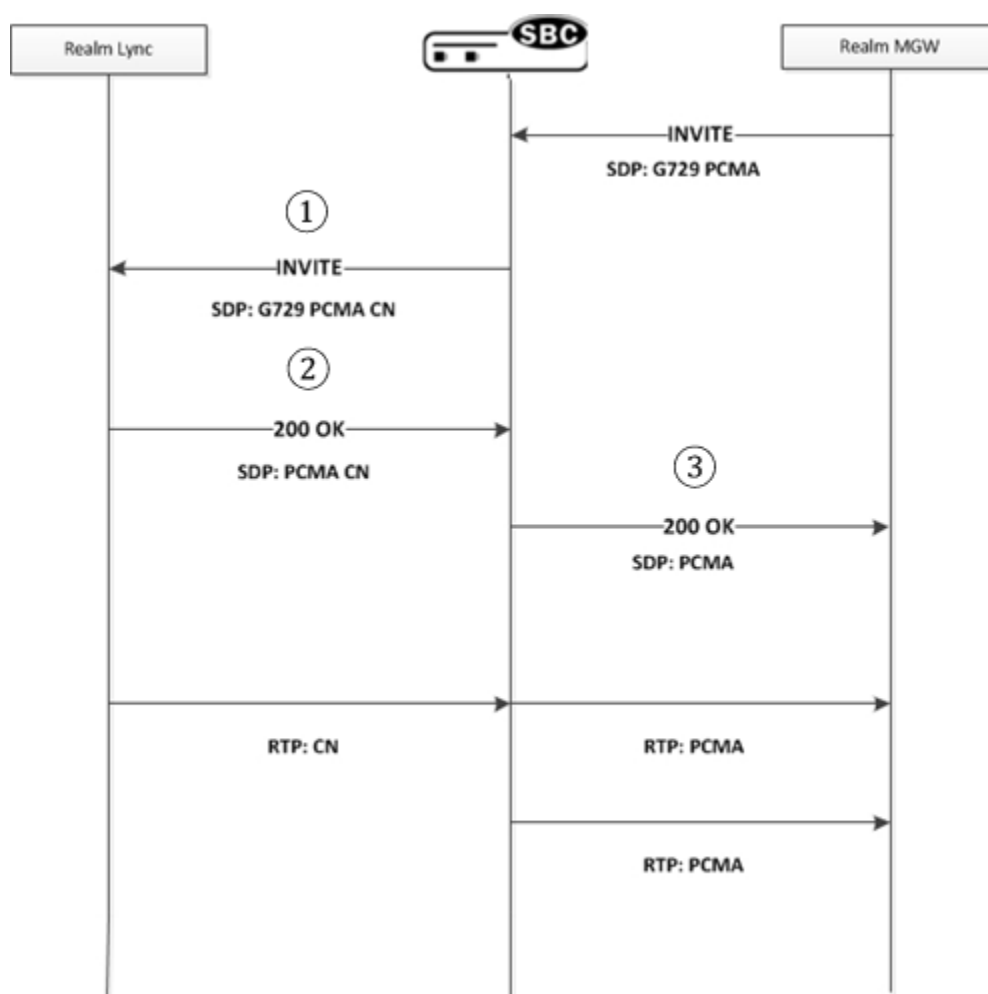 Realm Lync
SBC
Realm MGW
INVITE
SDP: G729 PCMA
①
INVITE
SDP: G729 PCMA CN
②
200 OK
SDP: PCMA CN
③
200 OK
SDP: PCMA
RTP: CN
RTP: PCMA
RTP: PCMA